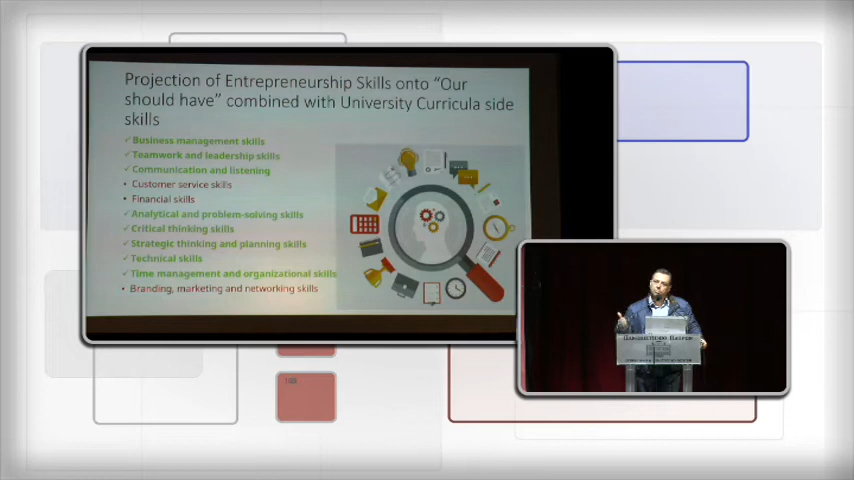 Projection of Entrepreneurship Skills onto “Our
should have” combined with University Curricula side
skills
✓ Business management skills
✓ Teamwork and leadership skills
✓ Communication and listening
• Customer service skills
• Financial skills
✓ Analytical and problem-solving skills
✓ Critical thinking skills
✓ Strategic thinking and planning skills
✓ Technical skills
✓ Time management and organizational skills
• Branding, marketing and networking skills